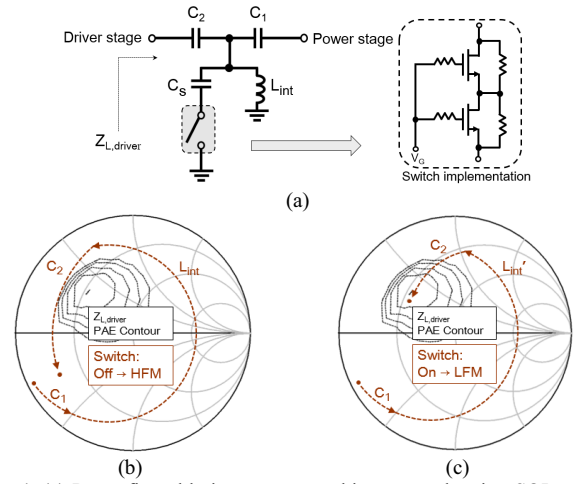 C2 C1
Driver stage Power stage
CS Lint
ZL,driver
VG
Switch implementation
(a)
C2 Lint
ZL,driver
PAE Contour
Switch:
Off → HFM
C1
(b)
C2 Lint′
ZL,driver
PAE Contour
Switch:
On → LFM
C1
(c)